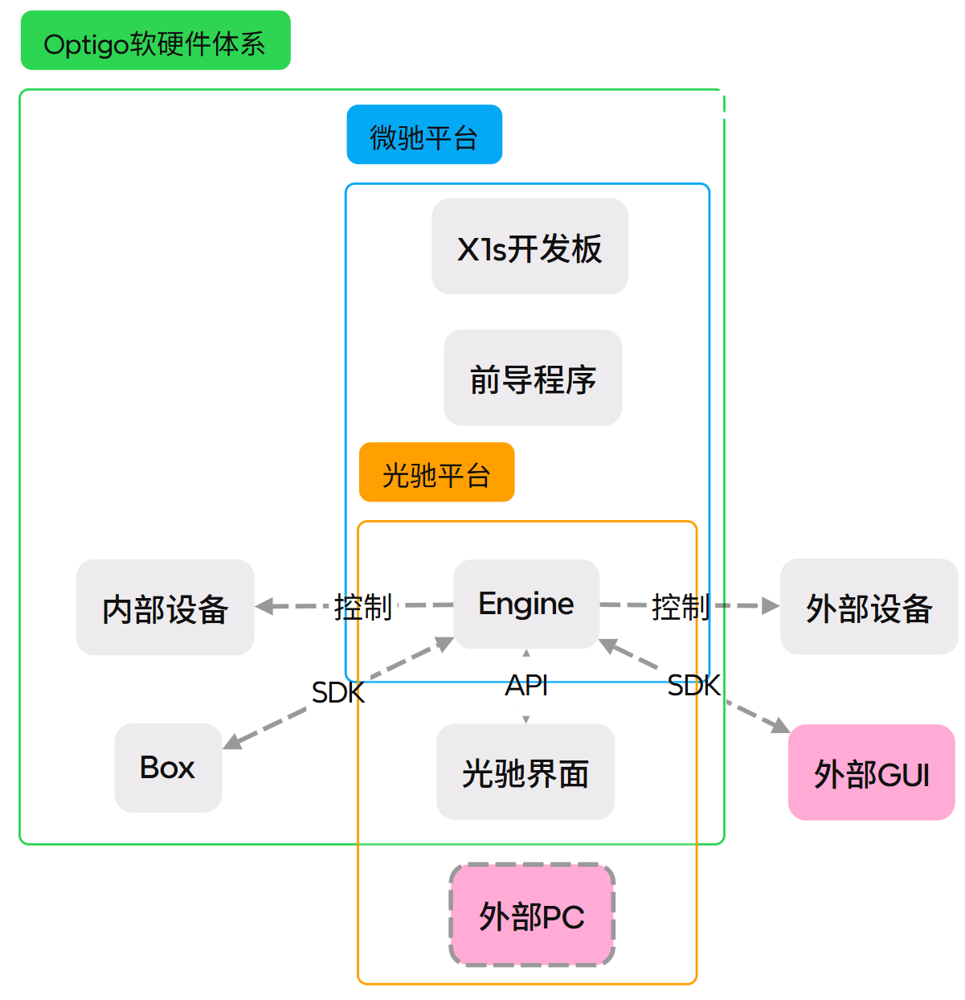 Optigo软硬件体系
微驰平台
X1s开发板
前导程序
光驰平台
内部设备
控制
Engine
控制
外部设备
SDK
API
SDK
Box
光驰界面
外部GUI
外部PC